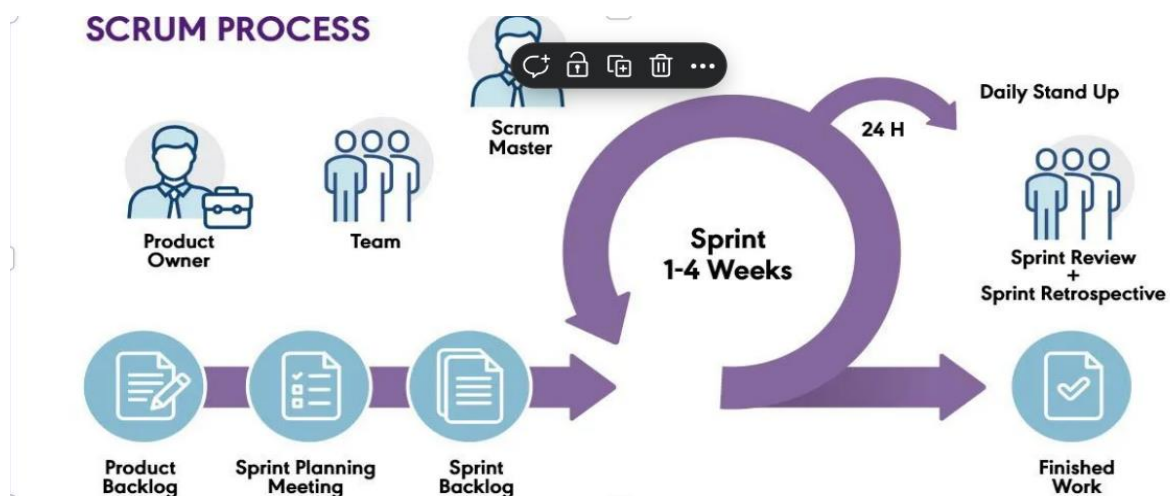 SCRUM PROCESS
Scrum
Master
Daily Stand Up
24 H
Product
Owner
Team
Sprint
1-4 Weeks
Sprint Review
+
Sprint Retrospective
Product
Backlog
Sprint Planning
Meeting
Sprint
Backlog
Finished
Work